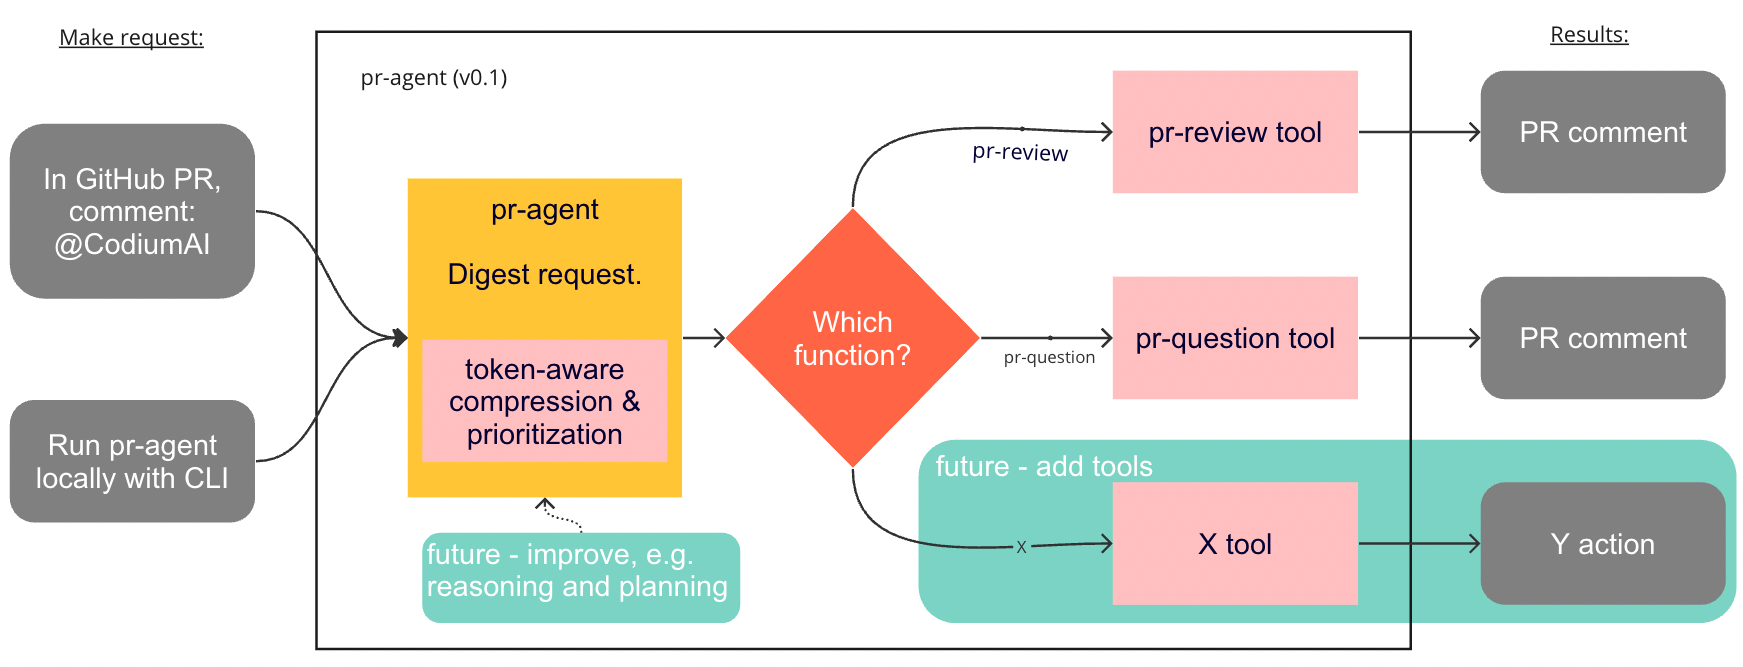 Make request:
In GitHub PR,
comment:
@CodiumAI
Run pr-agent
locally with CLI
pr-agent (v0.1)
pr-agent
Digest request.
token-aware
compression &
prioritization
future - improve, e.g.
reasoning and planning
Which
function?
pr-review
pr-question
X
future - add tools
pr-review tool
pr-question tool
X tool
Results:
PR comment
PR comment
Y action